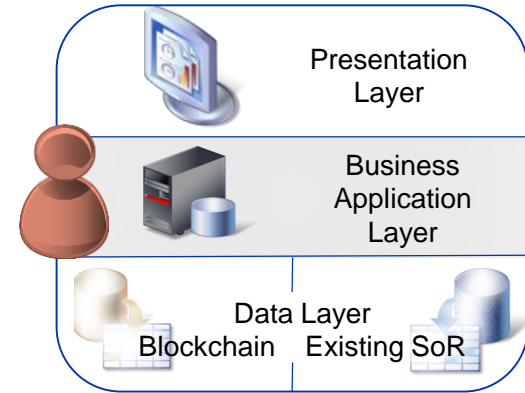 Presentation
Layer
Business
Application
Layer
Data Layer
Blockchain Existing SoR